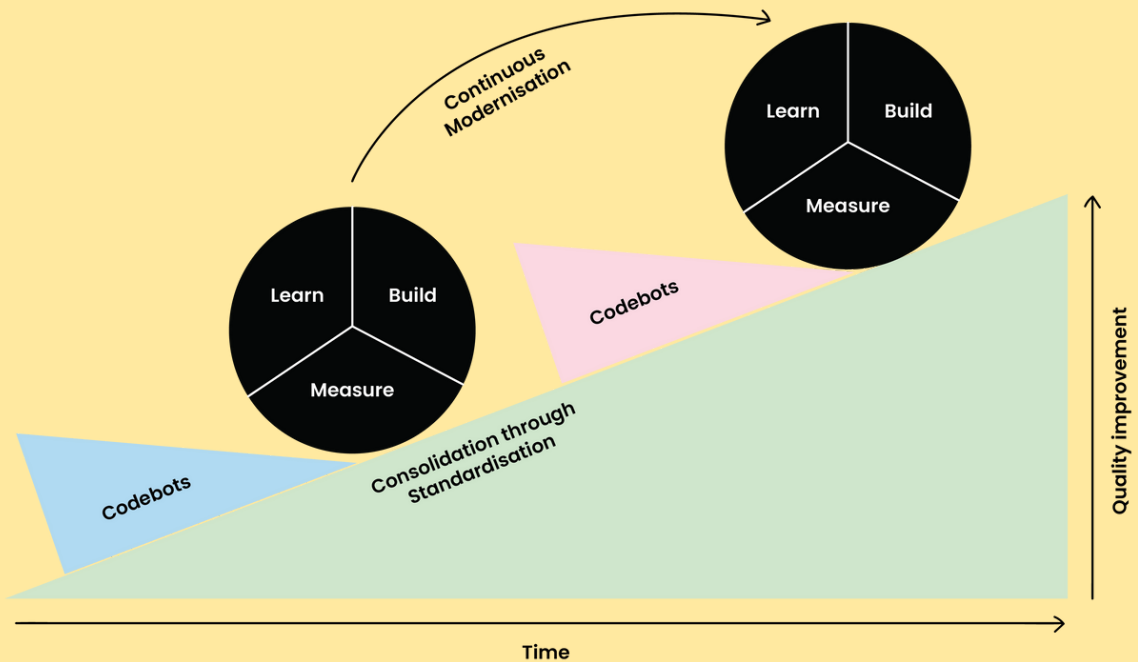 Continuous
Modernisation
Learn
Build
Measure
Learn
Build
Measure
Codebots
Codebots
Consolidation through
Standardisation
Quality improvement
Time